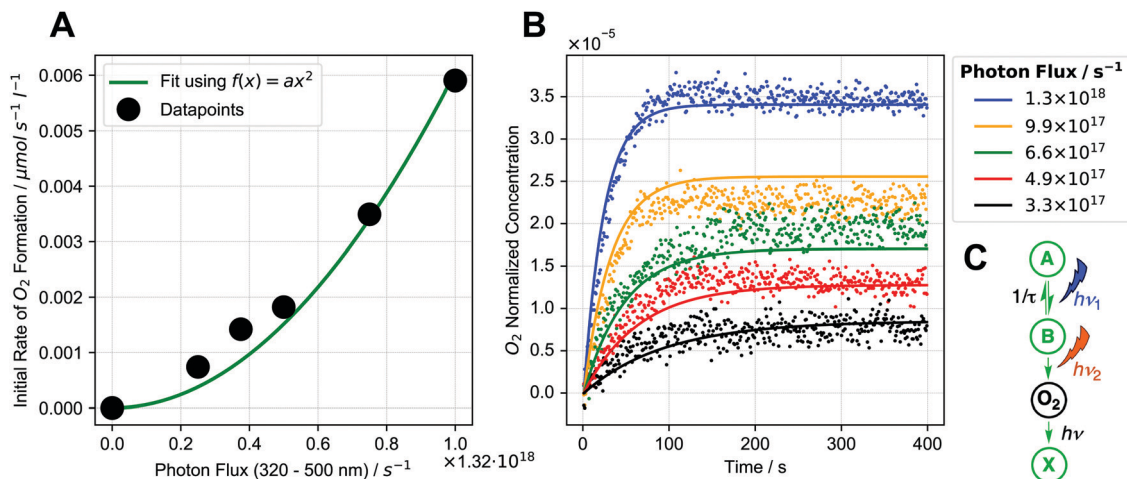 A
Initial Rate of O₂ Formation / μmol s⁻¹ l⁻¹
0.006
0.005
0.004
0.003
0.002
0.001
0.000
Fit using f(x) = ax²
Datapoints
0.0 0.2 0.4 0.6 0.8 1.0
Photon Flux (320 - 500 nm) / s⁻¹
×1.32·10¹⁸
B
×10⁻⁵
O₂ Normalized Concentration
3.5
3.0
2.5
2.0
1.5
1.0
0.5
0.0
0 100 200 300 400
Time / s
Photon Flux / s⁻¹
1.3×10¹⁸
9.9×10¹⁷
6.6×10¹⁷
4.9×10¹⁷
3.3×10¹⁷
C
A
1/τ
hν₁
B
hν₂
O₂
hν
X